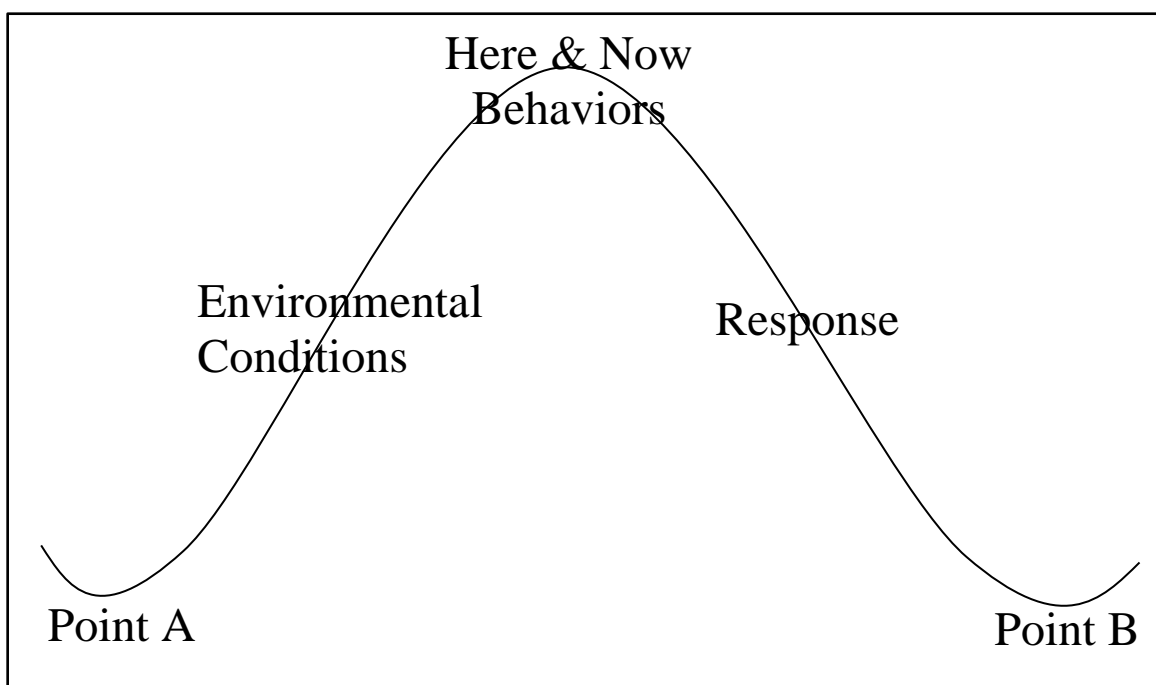 Here & Now
Behaviors
Environmental
Conditions
Response
Point A
Point B